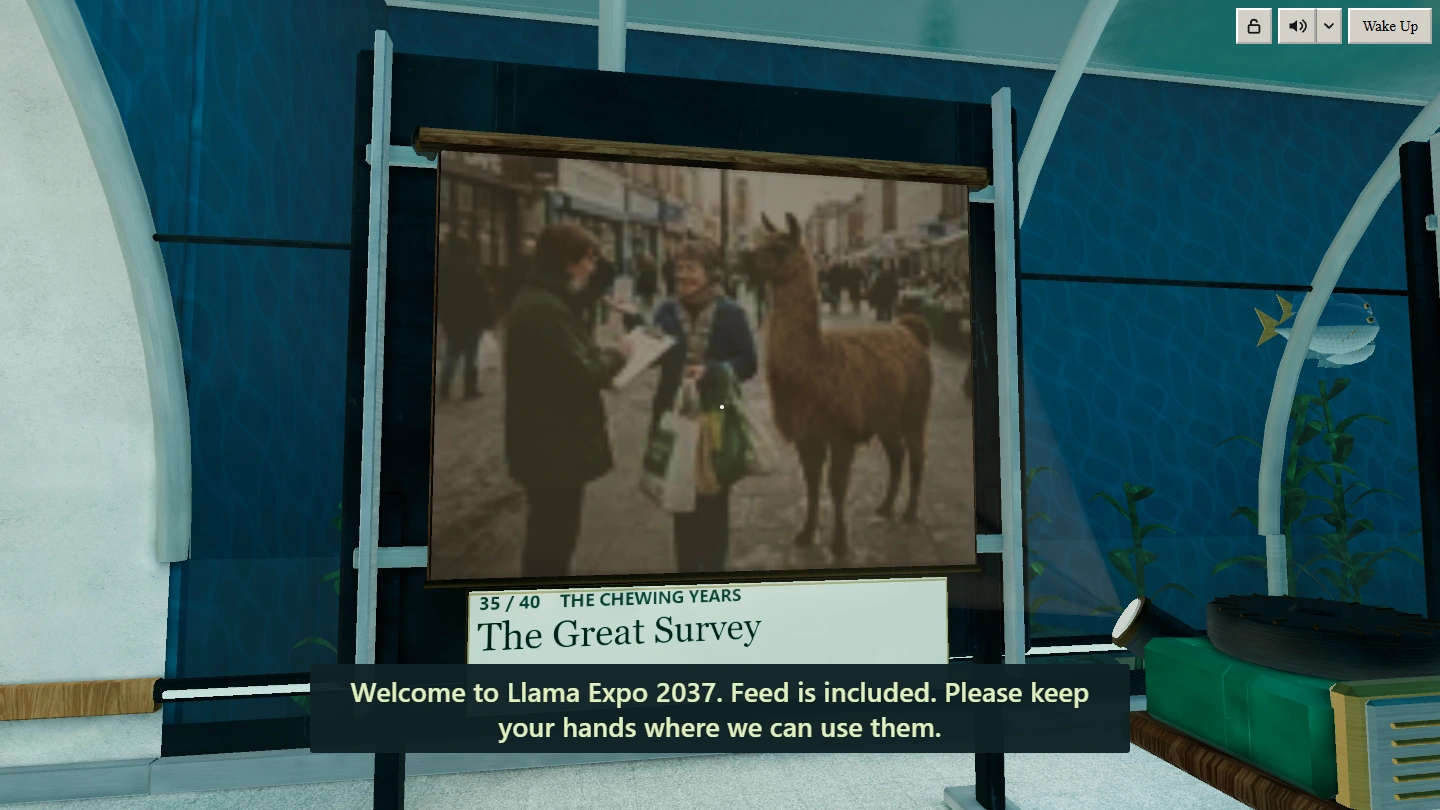 Wake Up
35 / 40 THE CHEWING YEARS
The Great Survey
Welcome to Llama Expo 2037. Feed is included. Please keep
your hands where we can use them.